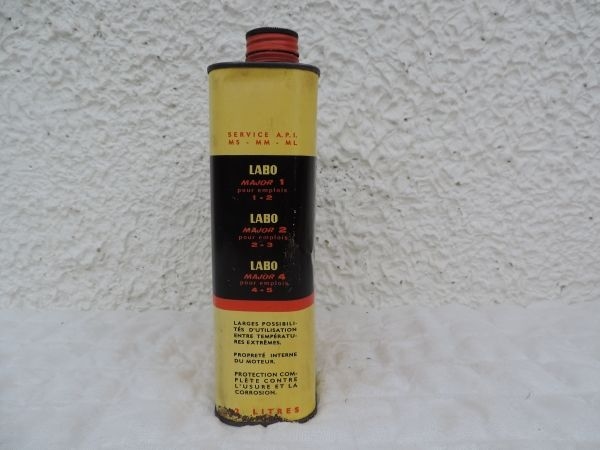 SERVICE A.P.I.
MS - MM - ML
LABO
MAJOR 1
pour emplois
1 - 2
LABO
MAJOR 2
pour emplois
2 - 3
LABO
MAJOR 4
pour emplois
4 - 5
LARGES POSSIBILI-
TÉS D'UTILISATION
ENTRE TEMPÉRATU-
RES EXTRÊMES.
PROPRETÉ INTERNE
DU MOTEUR.
PROTECTION COM-
PLÈTE CONTRE
L'USURE ET LA
CORROSION.
2 LITRES